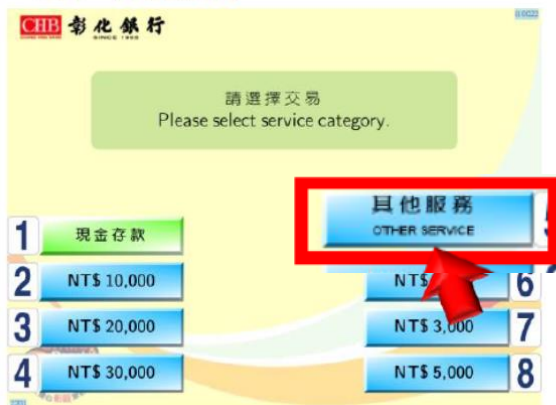 CHB 彰化銀行
SINCE 1905
請選擇交易
Please select service category.
1 現金存款
其他服務
OTHER SERVICE
2 NT$ 10,000
NT$
6
3 NT$ 20,000
NT$ 3,000 7
4 NT$ 30,000
NT$ 5,000 8